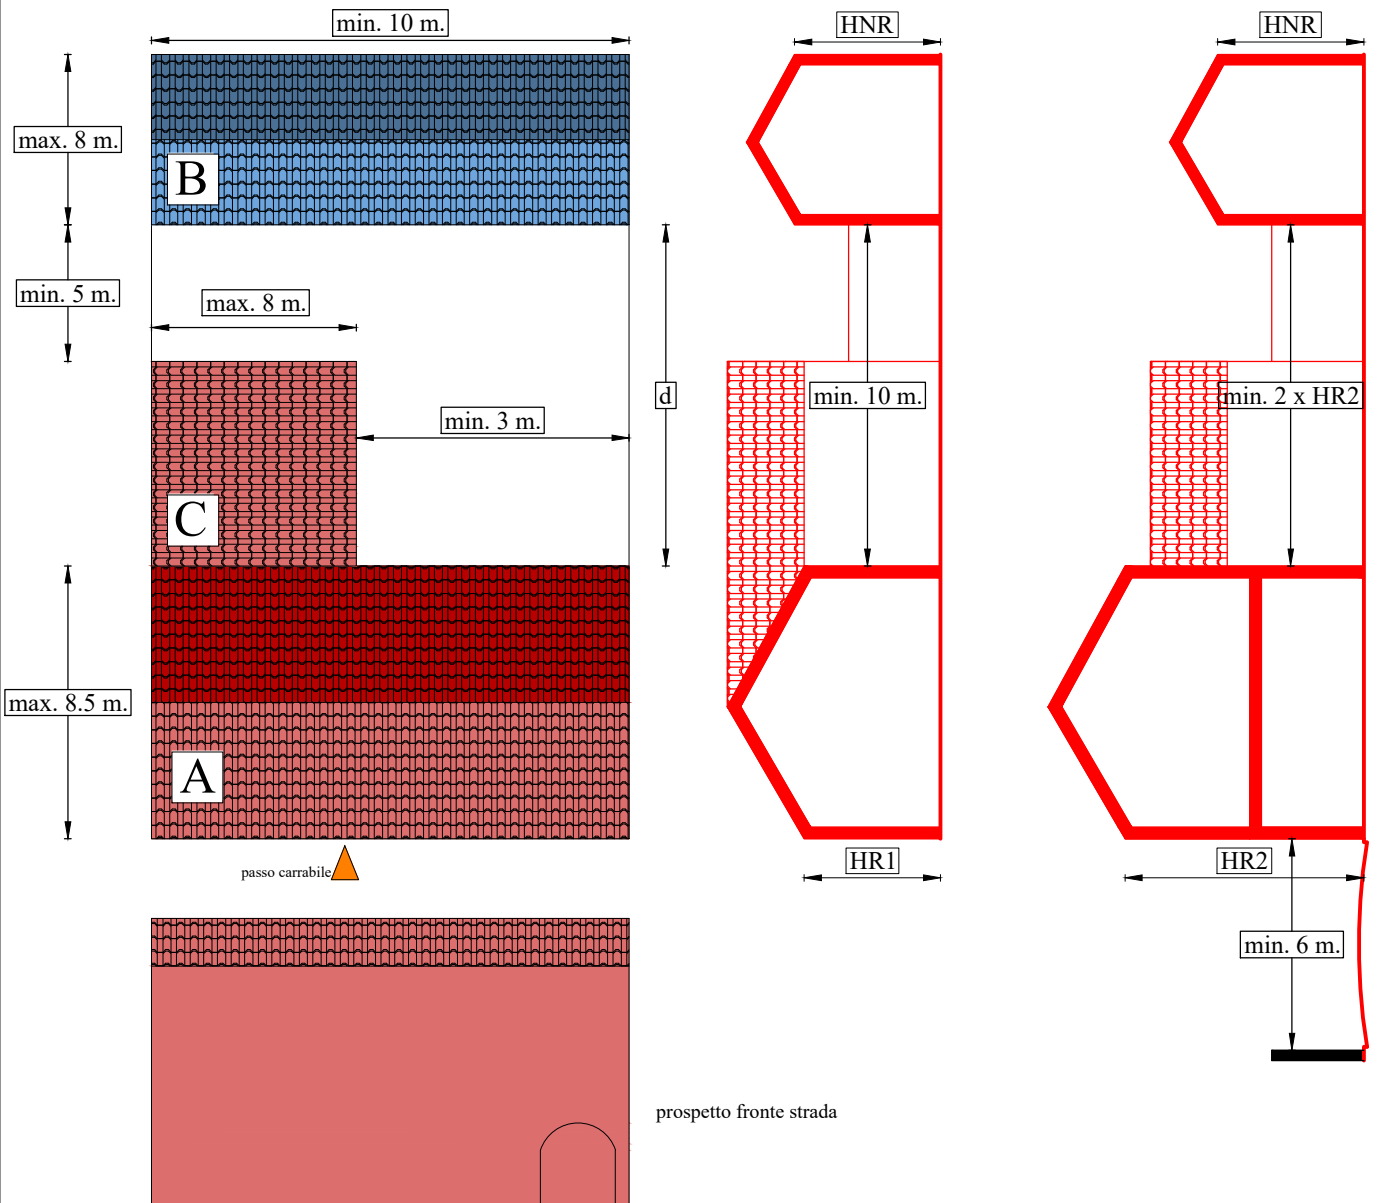 min. 10 m.
HNR
HNR
max. 8 m.
B
min. 5 m.
max. 8 m.
d
min. 10 m.
min. 2 x HR2
min. 3 m.
C
max. 8.5 m.
A
passo carrabile
HR1
HR2
min. 6 m.
prospetto fronte strada